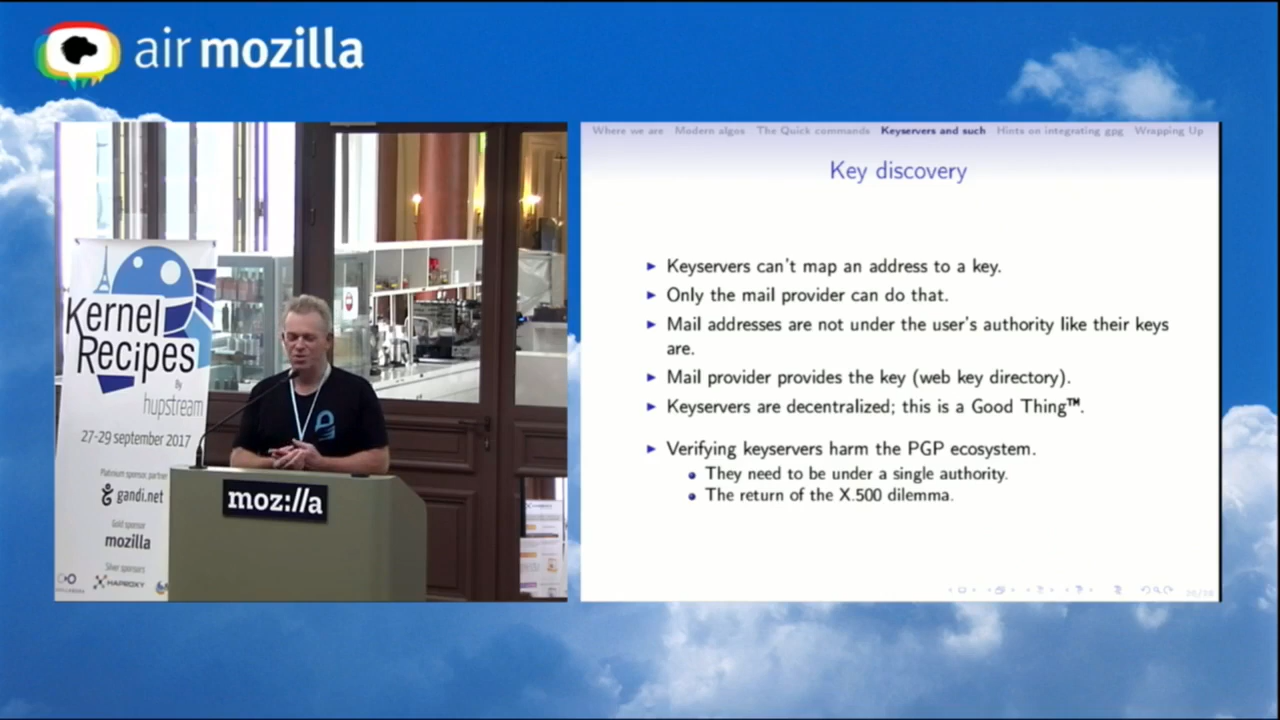 air mozilla
Kernel
Recipes
By
hupstream
27-29 september 2017
Platinium sponsor partner
gandi.net
Gold sponsor
mozilla
Silver sponsors
HAPROXY
moz://a
Where we are Modern algos The Quick commands Keyservers and such Hints on integrating gpg Wrapping Up
Key discovery
Keyservers can't map an address to a key.
Only the mail provider can do that.
Mail addresses are not under the user's authority like their keys
are.
Mail provider provides the key (web key directory).
Keyservers are decentralized; this is a Good Thing™.
Verifying keyservers harm the PGP ecosystem.
They need to be under a single authority.
The return of the X.500 dilemma.